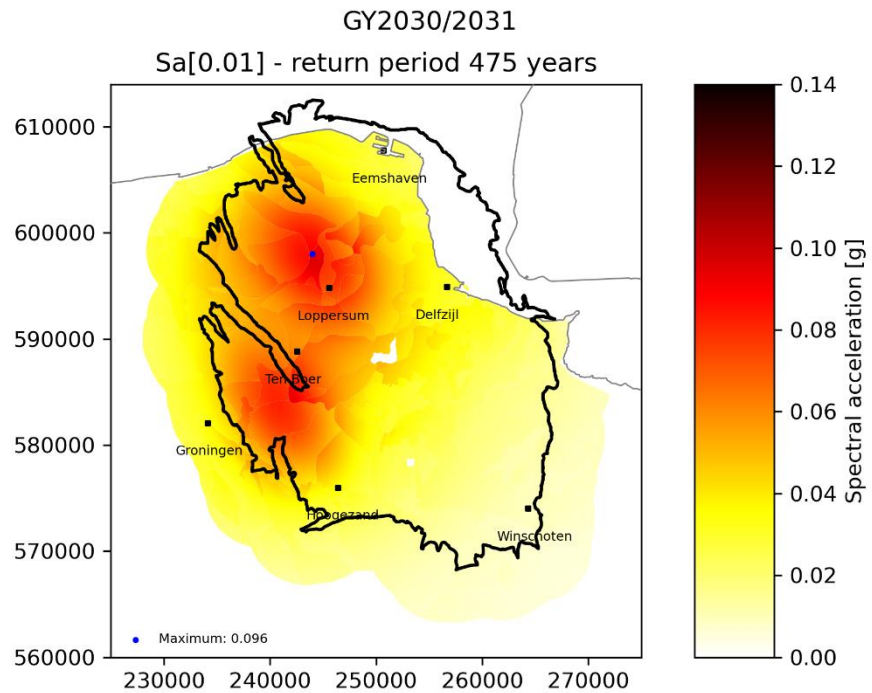 GY2030/2031
Sa[0.01] - return period 475 years
610000
600000
590000
580000
570000
560000
230000 240000 250000 260000 270000
Eemshaven
Loppersum
Delfzijl
Ten Boer
Groningen
Hoogezand
Winschoten
Maximum: 0.096
0.14
0.12
0.10
0.08
0.06
0.04
0.02
0.00
Spectral acceleration [g]